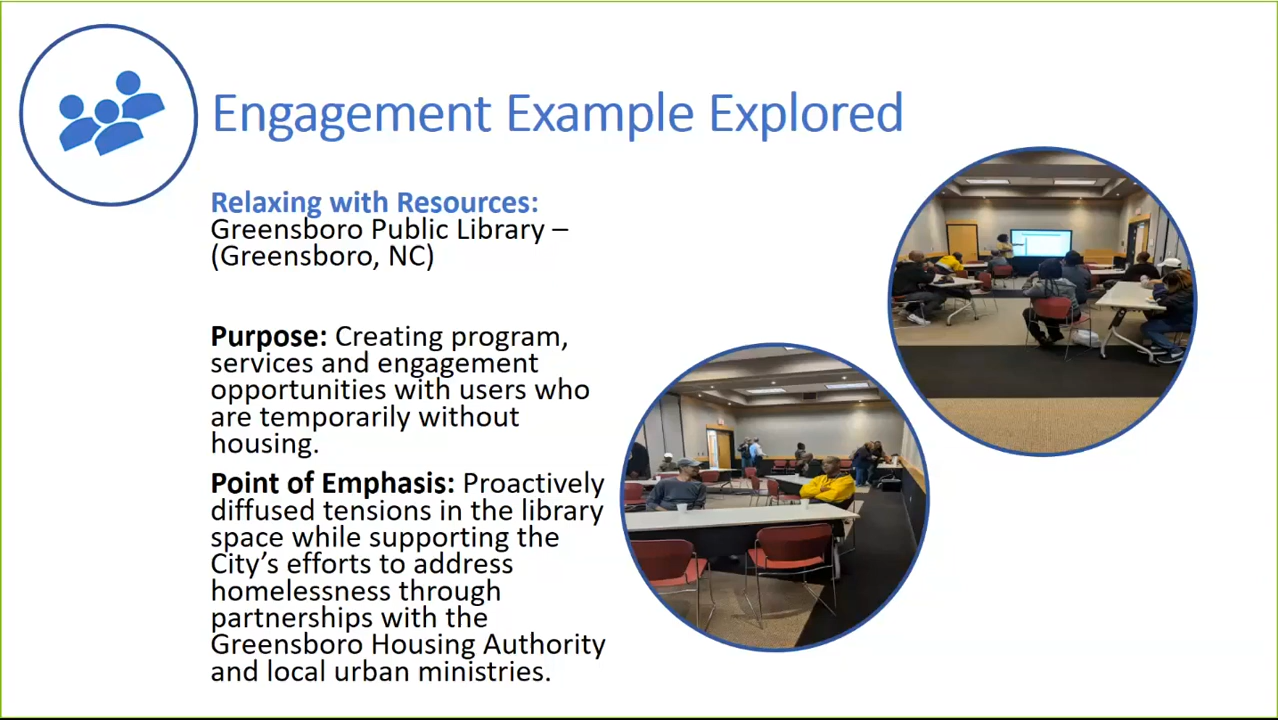 Engagement Example Explored
Relaxing with Resources:
Greensboro Public Library –
(Greensboro, NC)
Purpose: Creating program,
services and engagement
opportunities with users who
are temporarily without
housing.
Point of Emphasis: Proactively
diffused tensions in the library
space while supporting the
City’s efforts to address
homelessness through
partnerships with the
Greensboro Housing Authority
and local urban ministries.